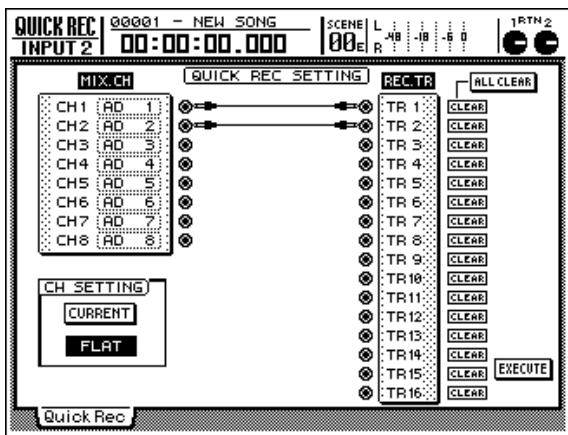 QUICK REC 00001 - NEW SONG SCENE L -48 -18 -6 0 1RTN2
INPUT 2 00:00:00.000 00E R
QUICK REC SETTING
MIX.CH REC.TR ALL CLEAR
CH1 AD 1 TR 1 CLEAR
CH2 AD 2 TR 2 CLEAR
CH3 AD 3 TR 3 CLEAR
CH4 AD 4 TR 4 CLEAR
CH5 AD 5 TR 5 CLEAR
CH6 AD 6 TR 6 CLEAR
CH7 AD 7 TR 7 CLEAR
CH8 AD 8 TR 8 CLEAR
TR 9 CLEAR
CH SETTING TR10 CLEAR
CURRENT TR11 CLEAR
TR12 CLEAR
FLAT TR13 CLEAR
TR14 CLEAR
TR15 CLEAR EXECUTE
TR16 CLEAR
Quick Rec